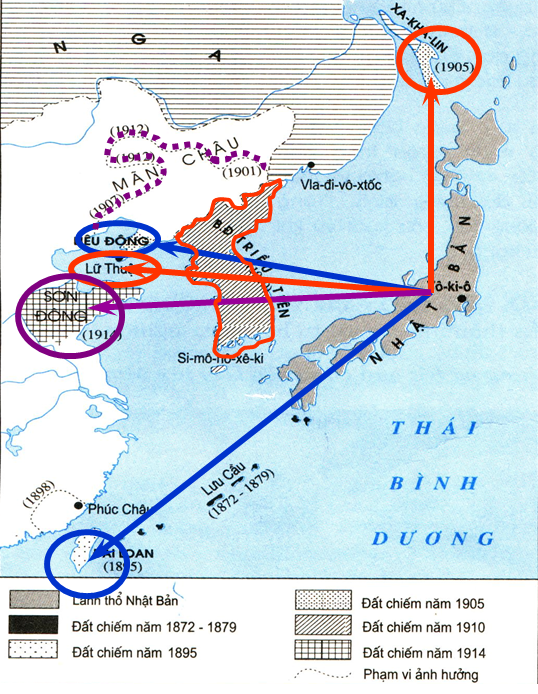 NGA
XA-KHA-LIN
(1905)
(1912)
MÃN CHÂU
(1901)
(1907)
Vla-đi-vô-xtốc
LIÊU ĐÔNG
Lữ Thuận
BĐ TRIỀU TIÊN
SƠN
ĐÔNG
(1914)
NHẬT BẢN
Tô-ki-ô
Si-mô-nô-xê-ki
Lưu Cầu
(1872 - 1879)
THÁI
BÌNH
DƯƠNG
(1898)
Phúc Châu
ĐÀI LOAN
(1895)
Lãnh thổ Nhật Bản
Đất chiếm năm 1872 - 1879
Đất chiếm năm 1895
Đất chiếm năm 1905
Đất chiếm năm 1910
Đất chiếm năm 1914
Phạm vi ảnh hưởng